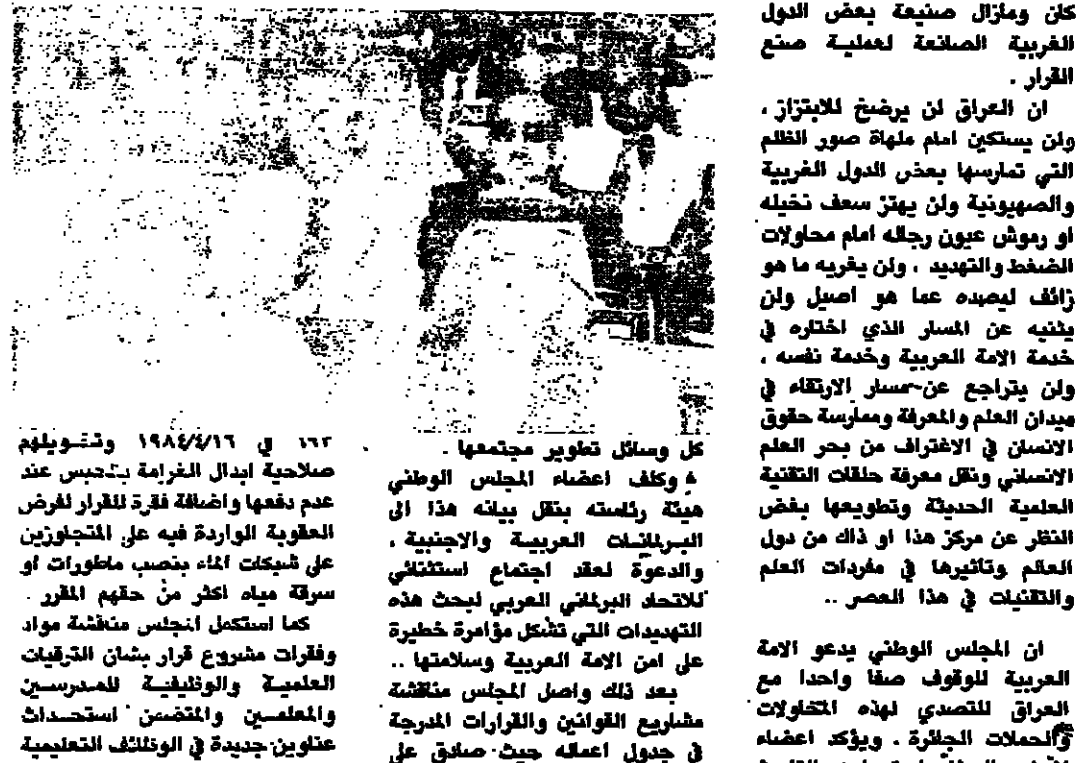 كان ومازال صنيعة بعض الدول
الغربية الصانعة لعملية صنع
القرار .
ان العراق لن يرضخ للابتزاز ،
ولن يستكين امام ملهاة صور الظلم
التي تمارسها بعض الدول الغربية
والصهيونية ولن يهتز سعف نخيله
او رموش عيون رجاله امام محاولات
الضغط والتهديد ، ولن يغريه ما هو
زائف ليصده عما هو اصيل ولن
يثنيه عن المسار الذي اختاره في
خدمة الامة العربية وخدمة نفسه ،
ولن يتراجع عن مسار الارتقاء في
ميدان العلم والمعرفة وممارسة حقوق
الانسان في الاغتراف من بحر العلم
الانساني ونقل معرفة حلقات التقنية
العلمية الحديثة وتطويعها بغض
النظر عن مركز هذا او ذاك من دول
العالم وتاثيرها في مفردات العلم
والتقنيات في هذا العصر ..
ان المجلس الوطني يدعو الامة
العربية للوقوف صفا واحدا مع
العراق للتصدي لهذه المحاولات
والحملات الجائرة . ويؤكد اعضاء
كل وسائل تطوير مجتمعها .
وكلف اعضاء المجلس الوطني
هيئة رئاسته بنقل بيانه هذا الى
البرلمانات العربية والاجنبية ،
والدعوة لعقد اجتماع استثنائي
للاتحاد البرلماني العربي لبحث هذه
التهديدات التي تشكل مؤامرة خطيرة
على امن الامة العربية وسلامتها ..
بعد ذلك واصل المجلس مناقشة
مشاريع القوانين والقرارات المدرجة
في جدول اعماله حيث صادق على
١٦٢ في ١٩٨٤/٤/١٦ وتخويلهم
صلاحية ابدال الغرامة بالحبس عند
عدم دفعها واضافة فقرة للقرار لفرض
العقوبة الواردة فيه على المتجاوزين
على شبكات الماء بنصب ماطورات او
سرقة مياه اكثر من حقهم المقرر .
كما استكمل المجلس مناقشة مواد
وفقرات مشروع قرار بشان الترقيات
العلمية والوظيفية للمدرسين
والمعلمين والمتضمن استحداث
عناوين جديدة في الوظائف التعليمية